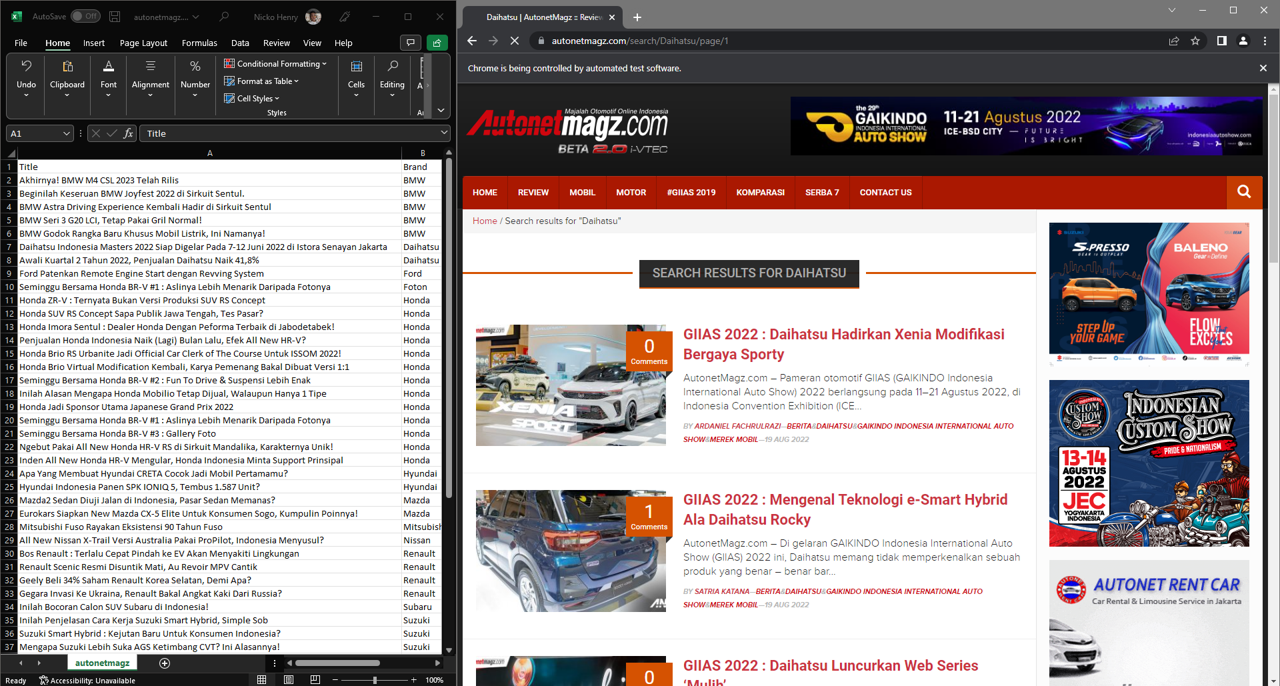 AutoSave Off autonetmagz.... Nicko Henry
File Home Insert Page Layout Formulas Data Review View Help
Undo Clipboard Font Alignment Number
Conditional Formatting
Format as Table
Cell Styles
Styles
Cells Editing
A1 fx Title
A B
1 Title Brand
2 Akhirnya! BMW M4 CSL 2023 Telah Rilis BMW
3 Beginilah Keseruan BMW Joyfest 2022 di Sirkuit Sentul. BMW
4 BMW Astra Driving Experience Kembali Hadir di Sirkuit Sentul BMW
5 BMW Seri 3 G20 LCI, Tetap Pakai Gril Normal! BMW
6 BMW Godok Rangka Baru Khusus Mobil Listrik, Ini Namanya! BMW
7 Daihatsu Indonesia Masters 2022 Siap Digelar Pada 7-12 Juni 2022 di Istora Senayan Jakarta Daihatsu
8 Awali Kuartal 2 Tahun 2022, Penjualan Daihatsu Naik 41,8% Daihatsu
9 Ford Patenkan Remote Engine Start dengan Revving System Ford
10 Seminggu Bersama Honda BR-V #1 : Aslinya Lebih Menarik Daripada Fotonya Foton
11 Honda ZR-V : Ternyata Bukan Versi Produksi SUV RS Concept Honda
12 Honda SUV RS Concept Sapa Publik Jawa Tengah, Tes Pasar? Honda
13 Honda Imora Sentul : Dealer Honda Dengan Peforma Terbaik di Jabodetabek! Honda
14 Penjualan Honda Indonesia Naik (Lagi) Bulan Lalu, Efek All New HR-V? Honda
15 Honda Brio RS Urbanite Jadi Official Car Clerk of The Course Untuk ISSOM 2022! Honda
16 Honda Brio Virtual Modification Kembali, Karya Pemenang Bakal Dibuat Versi 1:1 Honda
17 Seminggu Bersama Honda BR-V #2 : Fun To Drive & Suspensi Lebih Enak Honda
18 Inilah Alasan Mengapa Honda Mobilio Tetap Dijual, Walaupun Hanya 1 Tipe Honda
19 Honda Jadi Sponsor Utama Japanese Grand Prix 2022 Honda
20 Seminggu Bersama Honda BR-V #1 : Aslinya Lebih Menarik Daripada Fotonya Honda
21 Seminggu Bersama Honda BR-V #3 : Gallery Foto Honda
22 Ngebut Pakai All New Honda HR-V RS di Sirkuit Mandalika, Karakternya Unik! Honda
23 Inden All New Honda HR-V Mengular, Honda Indonesia Minta Support Prinsipal Honda
24 Apa Yang Membuat Hyundai CRETA Cocok Jadi Mobil Pertamamu? Hyundai
25 Hyundai Indonesia Panen SPK IONIQ 5, Tembus 1.587 Unit? Hyundai
26 Mazda2 Sedan Diuji Jalan di Indonesia, Pasar Sedan Memanas? Mazda
27 Eurokars Siapkan New Mazda CX-5 Elite Untuk Konsumen Sogo, Kumpulin Poinnya! Mazda
28 Mitsubishi Fuso Rayakan Eksistensi 90 Tahun Fuso Mitsubish
29 All New Nissan X-Trail Versi Australia Pakai ProPilot, Indonesia Menyusul? Nissan
30 Bos Renault : Terlalu Cepat Pindah ke EV Akan Menyakiti Lingkungan Renault
31 Renault Scenic Resmi Disuntik Mati, Au Revoir MPV Cantik Renault
32 Geely Beli 34% Saham Renault Korea Selatan, Demi Apa? Renault
33 Gegara Invasi Ke Ukraina, Renault Bakal Angkat Kaki Dari Russia? Renault
34 Inilah Bocoran Calon SUV Subaru di Indonesia! Subaru
35 Inilah Penjelasan Cara Kerja Suzuki Smart Hybrid, Simple Sob Suzuki
36 Suzuki Smart Hybrid : Kejutan Baru Untuk Konsumen Indonesia? Suzuki
37 Mengapa Suzuki Lebih Suka AGS Ketimbang CVT? Ini Alasannya! Suzuki
autonetmagz
Ready Accessibility: Unavailable 100%
Daihatsu | AutonetMagz :: Review
autonetmagz.com/search/Daihatsu/page/1
Chrome is being controlled by automated test software.
Majalah Otomotif Online Indonesia
Autonetmagz.com
BETA 2.0 i-VTEC
the 29th
GAIKINDO
INDONESIA INTERNATIONAL
AUTO SHOW
11-21 Agustus 2022
ICE-BSD CITY — FUTURE IS BRIGHT
indonesiaautoshow.com
HOME REVIEW MOBIL MOTOR #GIIAS 2019 KOMPARASI SERBA 7 CONTACT US
Home / Search results for "Daihatsu"
SEARCH RESULTS FOR DAIHATSU
XENIA
SPORT
0
Comments
GIIAS 2022 : Daihatsu Hadirkan Xenia Modifikasi
Bergaya Sporty
AutonetMagz.com – Pameran otomotif GIIAS (GAIKINDO Indonesia
International Auto Show) 2022 berlangsung pada 11–21 Agustus 2022, di
Indonesia Convention Exhibition (ICE...
BY ARDANIEL FACHRULRAZI—BERITA&DAIHATSU&GAIKINDO INDONESIA INTERNATIONAL AUTO
SHOW&MEREK MOBIL—19 AUG 2022
1
Comments
GIIAS 2022 : Mengenal Teknologi e-Smart Hybrid
Ala Daihatsu Rocky
AutonetMagz.com – Di gelaran GAIKINDO Indonesia International Auto
Show (GIIAS) 2022 ini, Daihatsu memang tidak memperkenalkan sebuah
produk yang benar – benar bar...
BY SATRIA KATANA—BERITA&DAIHATSU&GAIKINDO INDONESIA INTERNATIONAL AUTO
SHOW&MEREK MOBIL—19 AUG 2022
0
GIIAS 2022 : Daihatsu Luncurkan Web Series
'Mulih'
S.PRESSO
BALENO
STEP UP
YOUR GAME
FLOW
EXCITES
CUSTOM SHOW
INDONESIAN
CUSTOM SHOW
PRIDE & NATIONALISM
13-14
AGUSTUS
2022
JEC
YOGYAKARTA
INDONESIA
AUTONET RENT CAR
Car Rental & Limousine Service in Jakarta